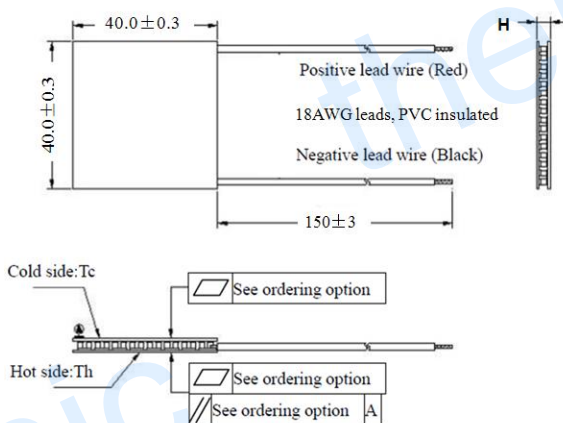 40.0±0.3
H
40.0±0.3
Positive lead wire (Red)
18AWG leads, PVC insulated
Negative lead wire (Black)
150±3
Cold side:Tc
See ordering option
A
Hot side:Th
See ordering option
See ordering option A